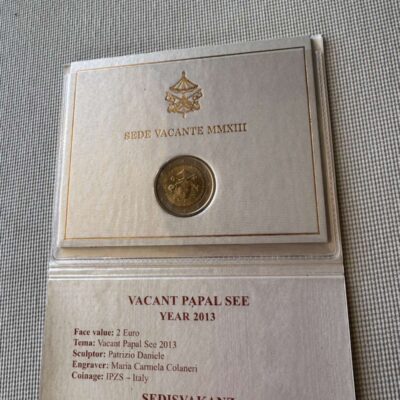 SEDE VACANTE MMXIII
VACANT PAPAL SEE
YEAR 2013
Face value: 2 Euro
Tema: Vacant Papal See 2013
Sculptor: Patrizio Daniele
Engraver: Maria Carmela Colaneri
Coinage: IPZS – Italy
SEDISVAKANZ